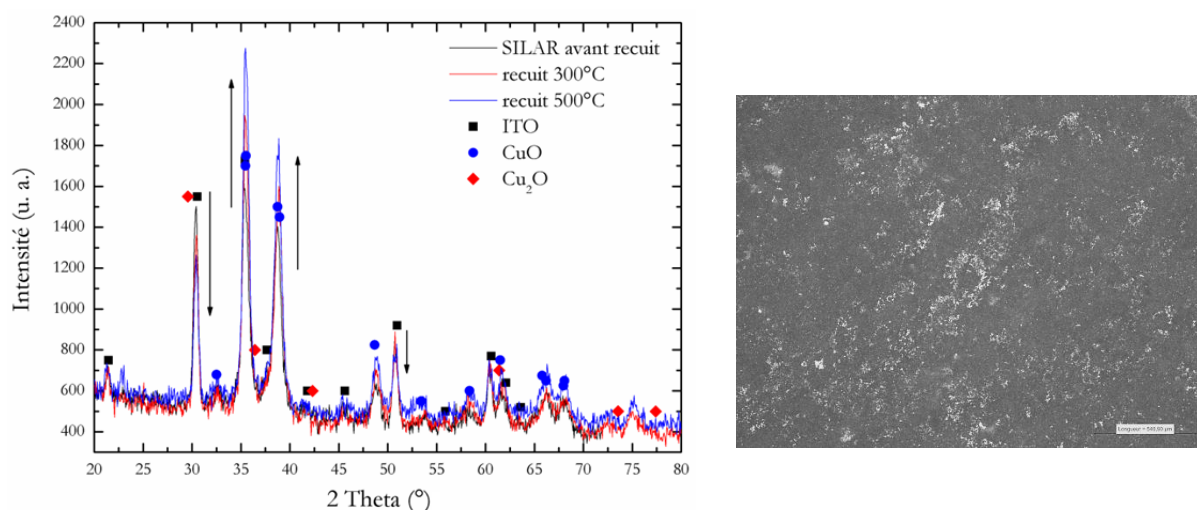 2400
2200
2000
1800
1600
1400
1200
1000
800
600
400
Intensité (u. a.)
SILAR avant recuit
recuit 300°C
recuit 500°C
ITO
CuO
Cu₂O
20 25 30 35 40 45 50 55 60 65 70 75 80
2 Theta (°)